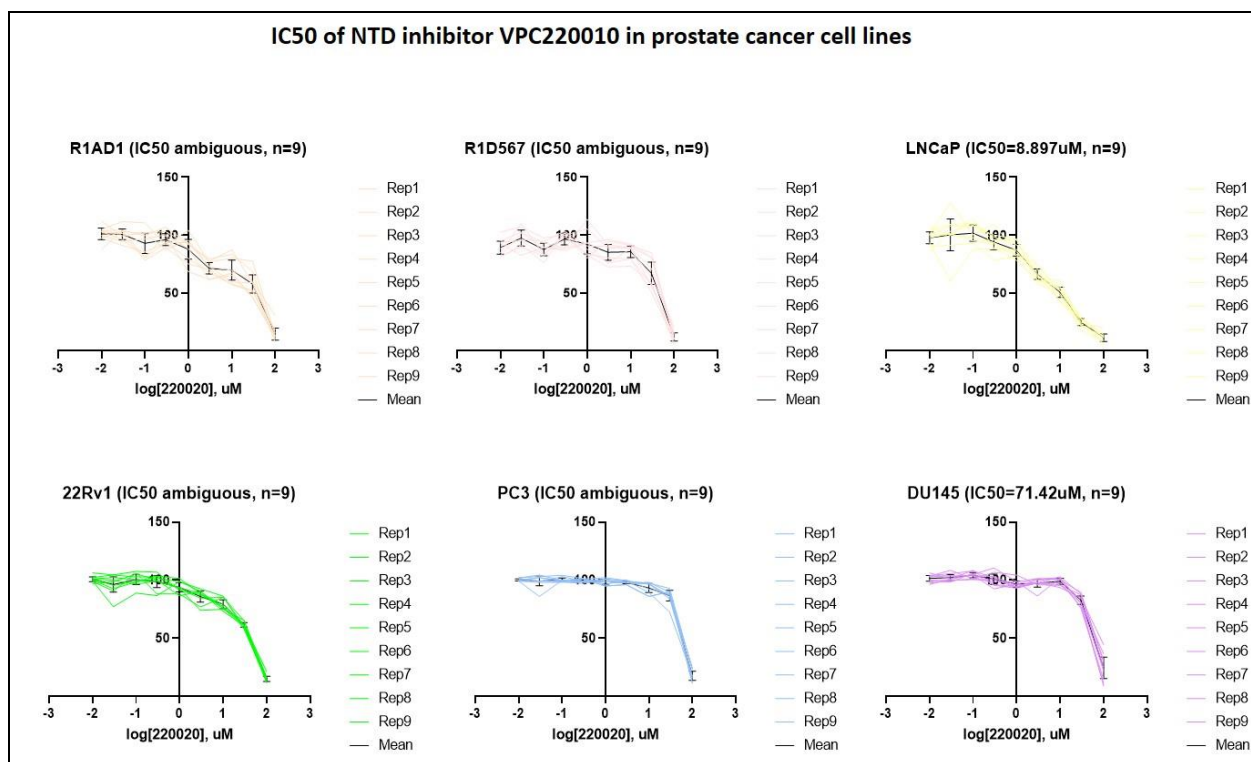 IC50 of NTD inhibitor VPC220010 in prostate cancer cell lines
R1AD1 (IC50 ambiguous, n=9)
150
100
50
-3 -2 -1 0 1 2 3
log[220020], uM
Rep1
Rep2
Rep3
Rep4
Rep5
Rep6
Rep7
Rep8
Rep9
Mean
R1D567 (IC50 ambiguous, n=9)
150
100
50
-3 -2 -1 0 1 2 3
log[220020], uM
Rep1
Rep2
Rep3
Rep4
Rep5
Rep6
Rep7
Rep8
Rep9
Mean
LNCaP (IC50=8.897uM, n=9)
150
100
50
-3 -2 -1 0 1 2 3
log[220020], uM
Rep1
Rep2
Rep3
Rep4
Rep5
Rep6
Rep7
Rep8
Rep9
Mean
22Rv1 (IC50 ambiguous, n=9)
150
100
50
-3 -2 -1 0 1 2 3
log[220020], uM
Rep1
Rep2
Rep3
Rep4
Rep5
Rep6
Rep7
Rep8
Rep9
Mean
PC3 (IC50 ambiguous, n=9)
150
100
50
-3 -2 -1 0 1 2 3
log[220020], uM
Rep1
Rep2
Rep3
Rep4
Rep5
Rep6
Rep7
Rep8
Rep9
Mean
DU145 (IC50=71.42uM, n=9)
150
100
50
-3 -2 -1 0 1 2 3
log[220020], uM
Rep1
Rep2
Rep3
Rep4
Rep5
Rep6
Rep7
Rep8
Rep9
Mean